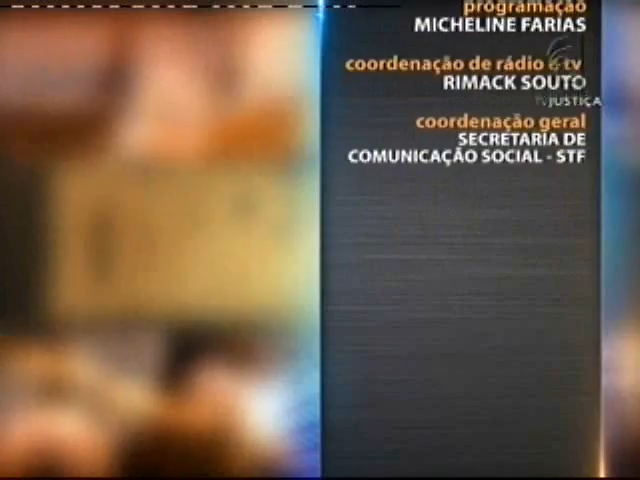 programação
MICHELINE FARIAS
coordenação de rádio e tv
RIMACK SOUTO
TV JUSTIÇA
coordenação geral
SECRETARIA DE
COMUNICAÇÃO SOCIAL - STF